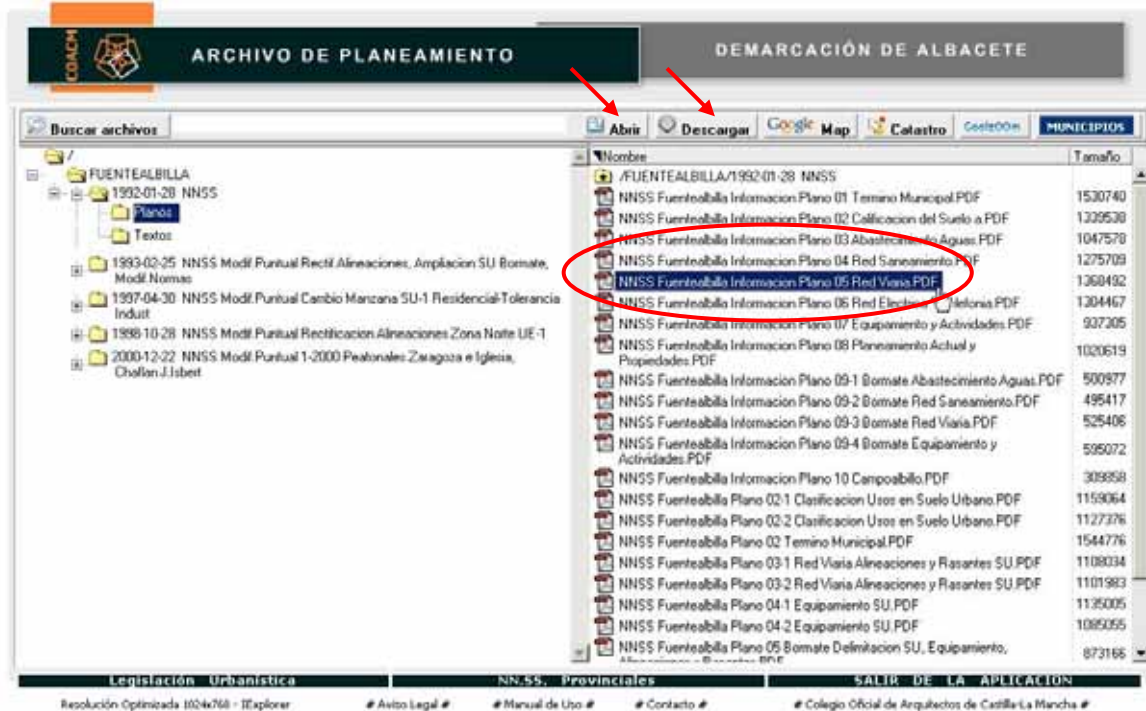 COACM
ARCHIVO DE PLANEAMIENTO
DEMARCACIÓN DE ALBACETE
Buscar archivos
Abrir Descargar Google Map Catastro MUNICIPIOS
/
FUENTEALBILLA
1992-01-28 NNSS
Planos
Textos
1993-02-25 NNSS Modif.Puntual Rectif.Alineaciones, Ampliacion SU Bormate,
Modif.Normas
1997-04-30 NNSS Modif.Puntual Cambio Manzana SU-1 Residencial-Tolerancia
Indust
1998-10-28 NNSS Modif.Puntual Rectificacion Alineaciones Zona Norte UE-1
2000-12-22 NNSS Modif.Puntual 1-2000 Peatonales Zaragoza e Iglesia,
Chaflan J.Isbert
Nombre Tamaño
/FUENTEALBILLA/1992-01-28 NNSS
NNSS Fuentealbilla Informacion Plano 01 Termino Municipal.PDF 1530740
NNSS Fuentealbilla Informacion Plano 02 Calificacion del Suelo a.PDF 1339538
NNSS Fuentealbilla Informacion Plano 03 Abastecimiento Aguas.PDF 1047578
NNSS Fuentealbilla Informacion Plano 04 Red Saneamiento.PDF 1275709
NNSS Fuentealbilla Informacion Plano 05 Red Viaria.PDF 1368492
NNSS Fuentealbilla Informacion Plano 06 Red Electrica 1304467
NNSS Fuentealbilla Informacion Plano 07 Equipamiento y Actividades.PDF 937305
NNSS Fuentealbilla Informacion Plano 08 Planeamiento Actual y
Propiedades.PDF 1020619
NNSS Fuentealbilla Informacion Plano 09-1 Bormate Abastecimiento Aguas.PDF 500977
NNSS Fuentealbilla Informacion Plano 09-2 Bormate Red Saneamiento.PDF 495417
NNSS Fuentealbilla Informacion Plano 09-3 Bormate Red Viaria.PDF 525406
NNSS Fuentealbilla Informacion Plano 09-4 Bormate Equipamiento y
Actividades.PDF 595072
NNSS Fuentealbilla Informacion Plano 10 Campoalbillo.PDF 309858
NNSS Fuentealbilla Plano 02-1 Clasificacion Usos en Suelo Urbano.PDF 1159064
NNSS Fuentealbilla Plano 02-2 Clasificacion Usos en Suelo Urbano.PDF 1127376
NNSS Fuentealbilla Plano 02 Termino Municipal.PDF 1544776
NNSS Fuentealbilla Plano 03-1 Red Viaria Alineaciones y Rasantes SU.PDF 1108034
NNSS Fuentealbilla Plano 03-2 Red Viaria Alineaciones y Rasantes SU.PDF 1101983
NNSS Fuentealbilla Plano 04-1 Equipamiento SU.PDF 1135005
NNSS Fuentealbilla Plano 04-2 Equipamiento SU.PDF 1085055
NNSS Fuentealbilla Plano 05 Bormate Delimitacion SU, Equipamiento, 873166
Legislación Urbanística NN.SS. Provinciales SALIR DE LA APLICACIÓN
Resolución Optimizada 1024x768 - IExplorer # Aviso Legal # # Manual de Uso # # Contacto # # Colegio Oficial de Arquitectos de Castilla-La Mancha #